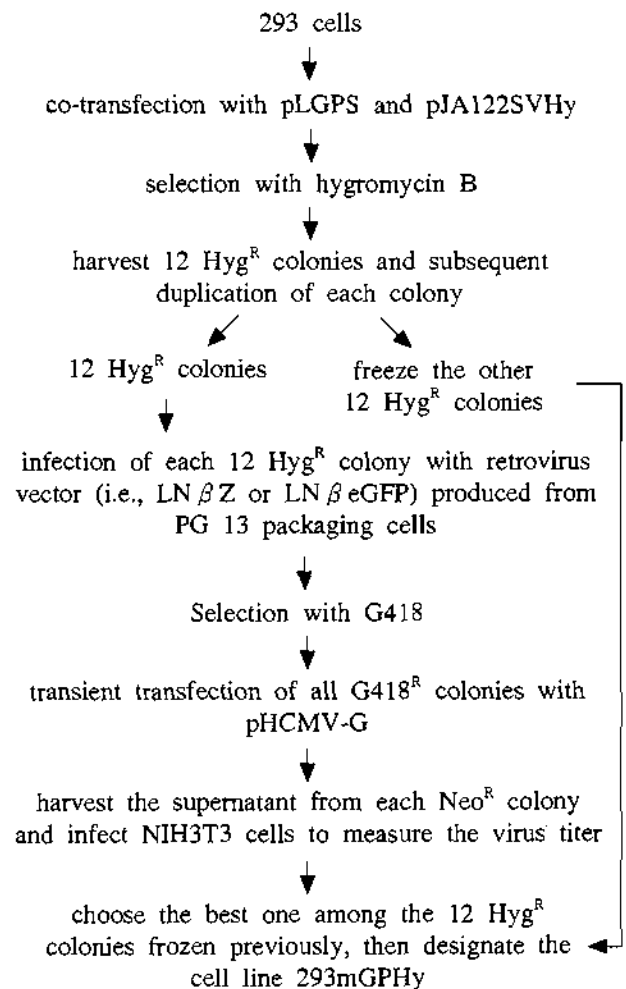 293 cells
co-transfection with pLGPS and pJA122SVHy
selection with hygromycin B
harvest 12 Hyg^R colonies and subsequent
duplication of each colony
12 Hyg^R colonies
freeze the other
12 Hyg^R colonies
infection of each 12 Hyg^R colony with retrovirus
vector (i.e., LNβZ or LNβeGFP) produced from
PG 13 packaging cells
Selection with G418
transient transfection of all G418^R colonies with
pHCMV-G
harvest the supernatant from each Neo^R colony
and infect NIH3T3 cells to measure the virus titer
choose the best one among the 12 Hyg^R
colonies frozen previously, then designate the
cell line 293mGPHy